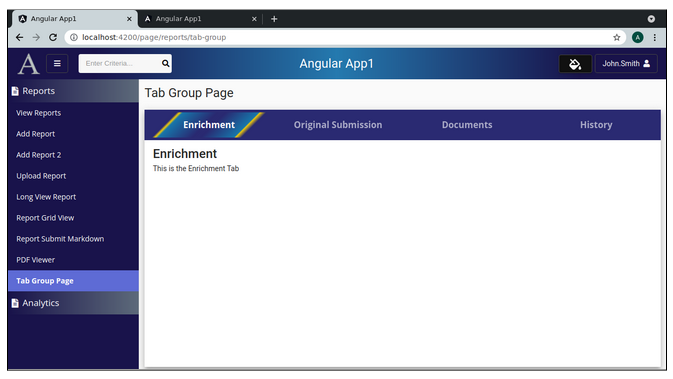 Angular App1
Angular App1
localhost:4200/page/reports/tab-group
A
A
Enter Criteria...
Angular App1
John.Smith
Reports
View Reports
Add Report
Add Report 2
Upload Report
Long View Report
Report Grid View
Report Submit Markdown
PDF Viewer
Tab Group Page
Analytics
Tab Group Page
Enrichment Original Submission Documents History
Enrichment
This is the Enrichment Tab